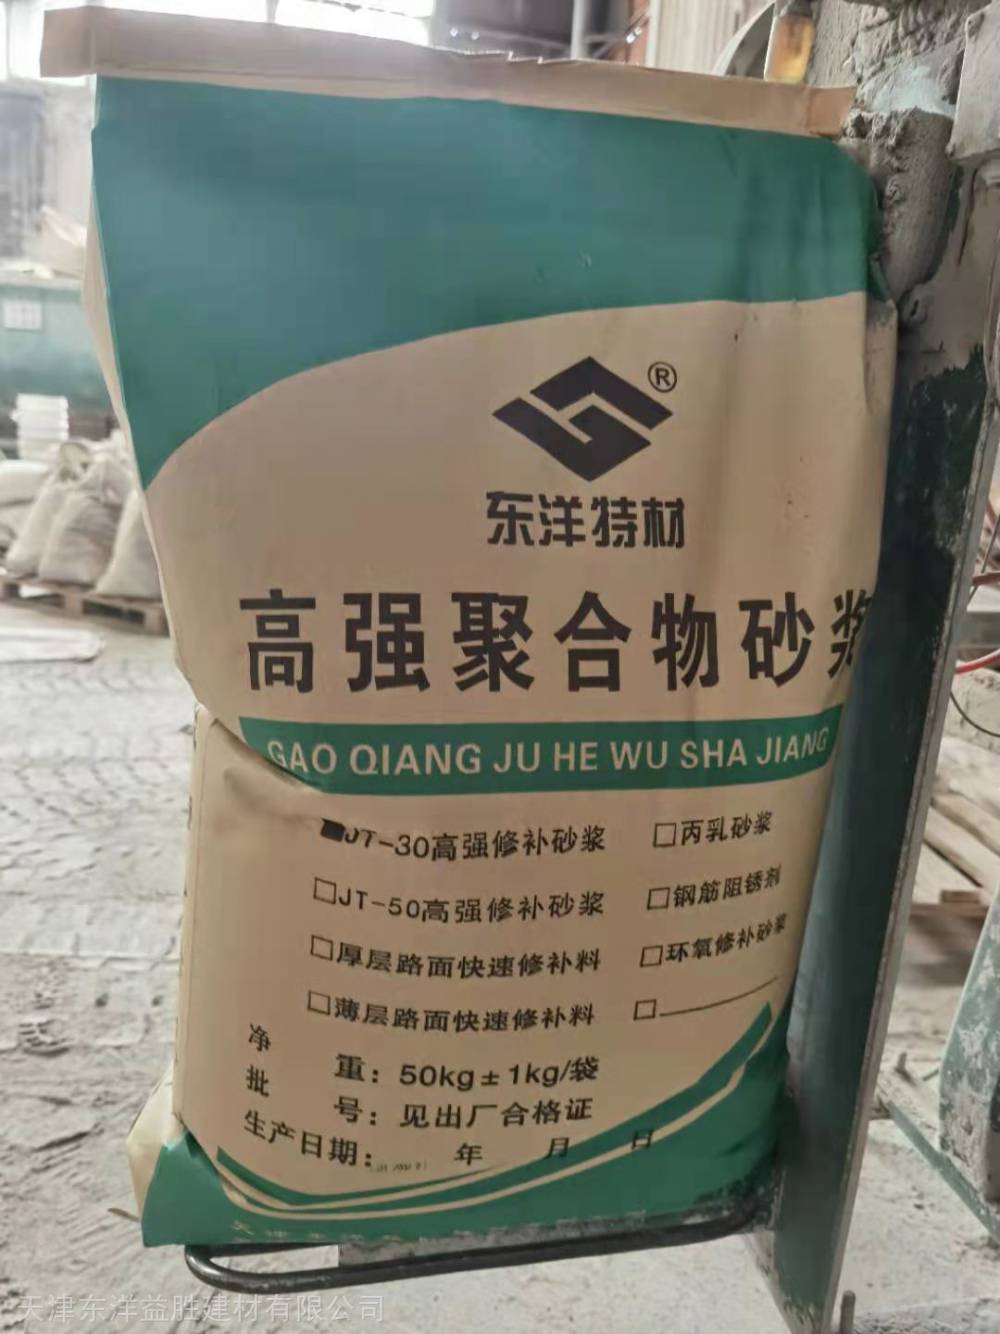 ®
东洋特材
高强聚合物砂浆
GAO QIANG JU HE WU SHA JIANG
■JT-30高强修补砂浆 □丙乳砂浆
□JT-50高强修补砂浆 □钢筋阻锈剂
□厚层路面快速修补料 □环氧修补砂浆
□薄层路面快速修补料 □
净 重：50kg±1kg/袋
批 号：见出厂合格证
生产日期： 年 月 日
天津东洋益胜建材有限公司